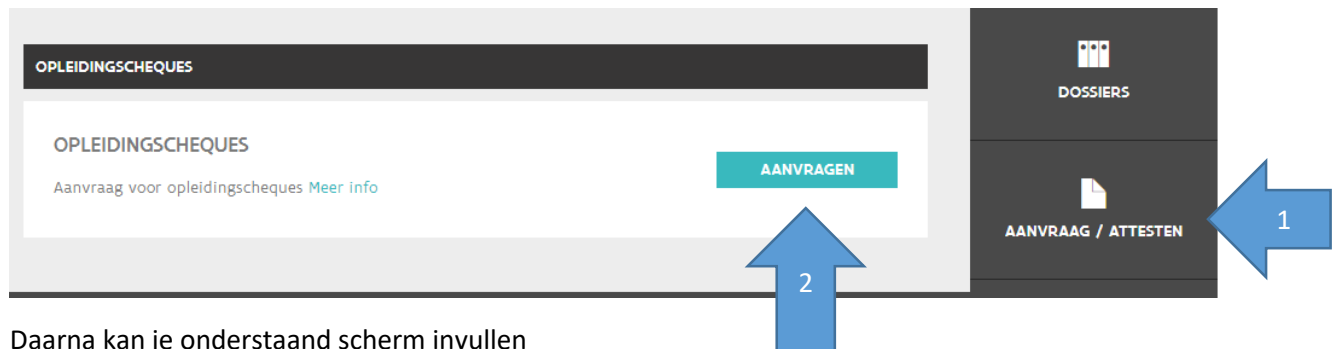 OPLEIDINGSCHEQUES
OPLEIDINGSCHEQUES
Aanvraag voor opleidingscheques Meer info
AANVRAGEN
2
DOSSIERS
AANVRAAG / ATTESTEN
1
Daarna kan je onderstaand scherm invullen